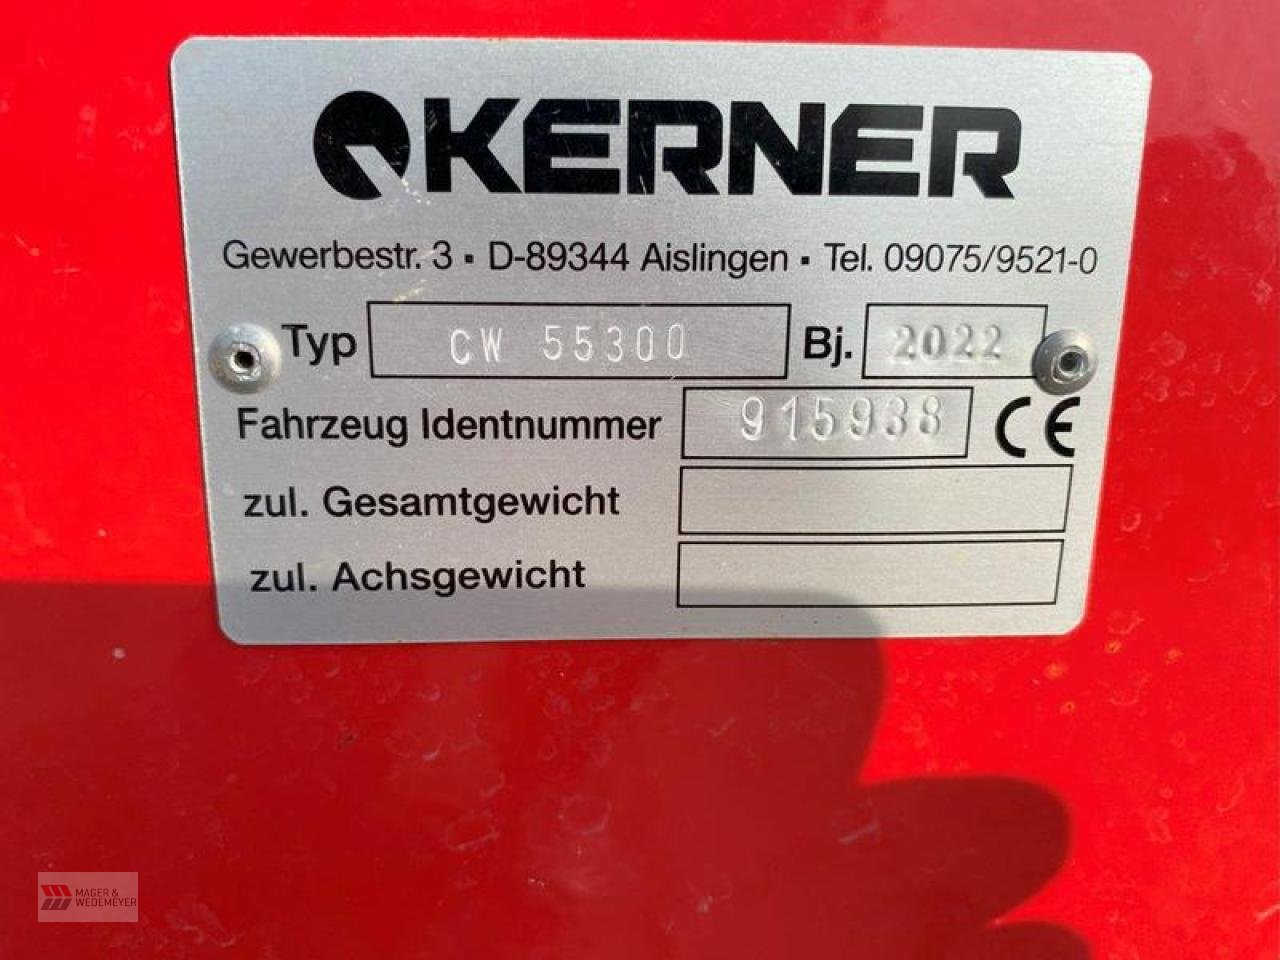 KERNER
Gewerbestr. 3 ▪ D-89344 Aislingen ▪ Tel. 09075/9521-0
Typ CW 55300 Bj. 2022
Fahrzeug Identnummer 915938 CE
zul. Gesamtgewicht
zul. Achsgewicht
MAGER &
WEDEMEYER